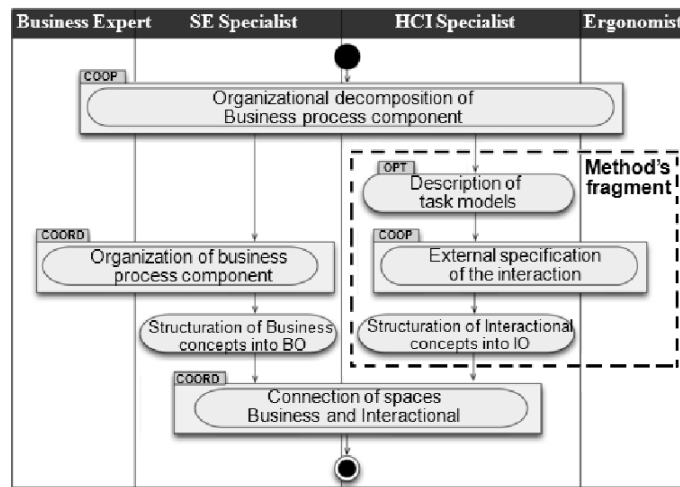 Business Expert SE Specialist HCI Specialist Ergonomist
COOP
Organizational decomposition of
Business process component
Method's
fragment
OPT
Description of
task models
COORD
Organization of business
process component
COOP
External specification
of the interaction
Structuration of Business
concepts into BO
Structuration of Interactional
concepts into IO
COORD
Connection of spaces
Business and Interactional